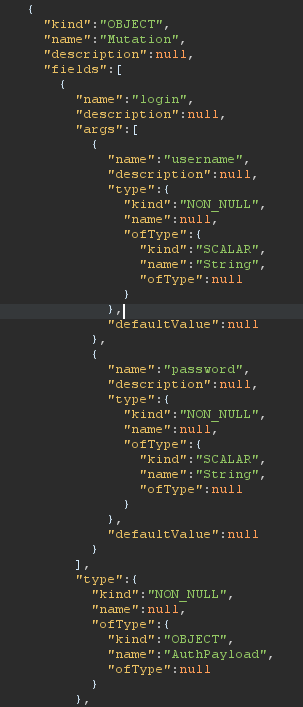 {
"kind":"OBJECT",
"name":"Mutation",
"description":null,
"fields":[
{
"name":"login",
"description":null,
"args":[
{
"name":"username",
"description":null,
"type":{
"kind":"NON_NULL",
"name":null,
"ofType":{
"kind":"SCALAR",
"name":"String",
"ofType":null
}
},
"defaultValue":null
},
{
"name":"password",
"description":null,
"type":{
"kind":"NON_NULL",
"name":null,
"ofType":{
"kind":"SCALAR",
"name":"String",
"ofType":null
}
},
"defaultValue":null
}
],
"type":{
"kind":"NON_NULL",
"name":null,
"ofType":{
"kind":"OBJECT",
"name":"AuthPayload",
"ofType":null
}
},